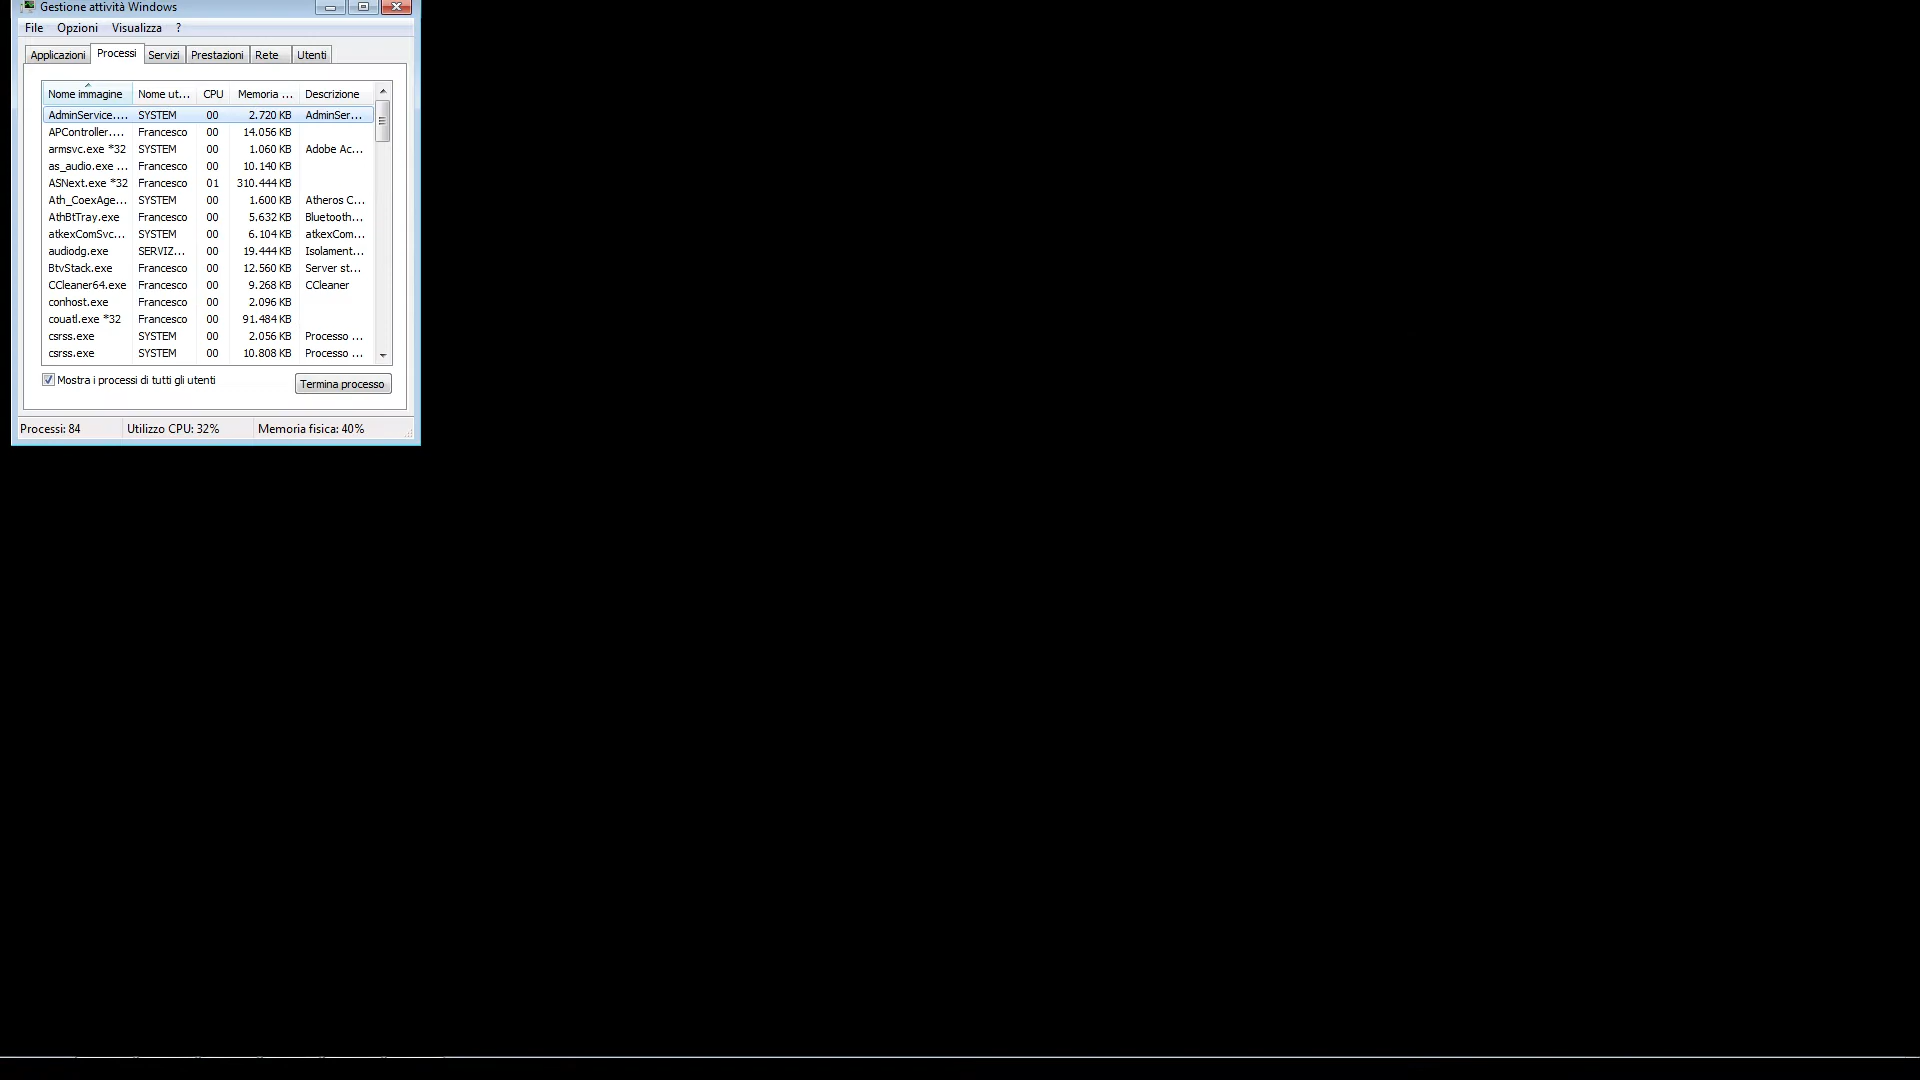 Gestione attività Windows
File Opzioni Visualizza ?
Applicazioni Processi Servizi Prestazioni Rete Utenti
Nome immagine Nome ut... CPU Memoria ... Descrizione
AdminService.... SYSTEM 00 2.720 KB AdminSer...
APController.... Francesco 00 14.056 KB
armsvc.exe *32 SYSTEM 00 1.060 KB Adobe Ac...
as_audio.exe ... Francesco 00 10.140 KB
ASNext.exe *32 Francesco 01 310.444 KB
Ath_CoexAge... SYSTEM 00 1.600 KB Atheros C...
AthBtTray.exe Francesco 00 5.632 KB Bluetooth...
atkexComSvc... SYSTEM 00 6.104 KB atkexCom...
audiodg.exe SERVIZ... 00 19.444 KB Isolament...
BtvStack.exe Francesco 00 12.560 KB Server st...
CCleaner64.exe Francesco 00 9.268 KB CCleaner
conhost.exe Francesco 00 2.096 KB
couatl.exe *32 Francesco 00 91.484 KB
csrss.exe SYSTEM 00 2.056 KB Processo ...
csrss.exe SYSTEM 00 10.808 KB Processo ...
Mostra i processi di tutti gli utenti Termina processo
Processi: 84 Utilizzo CPU: 32% Memoria fisica: 40%